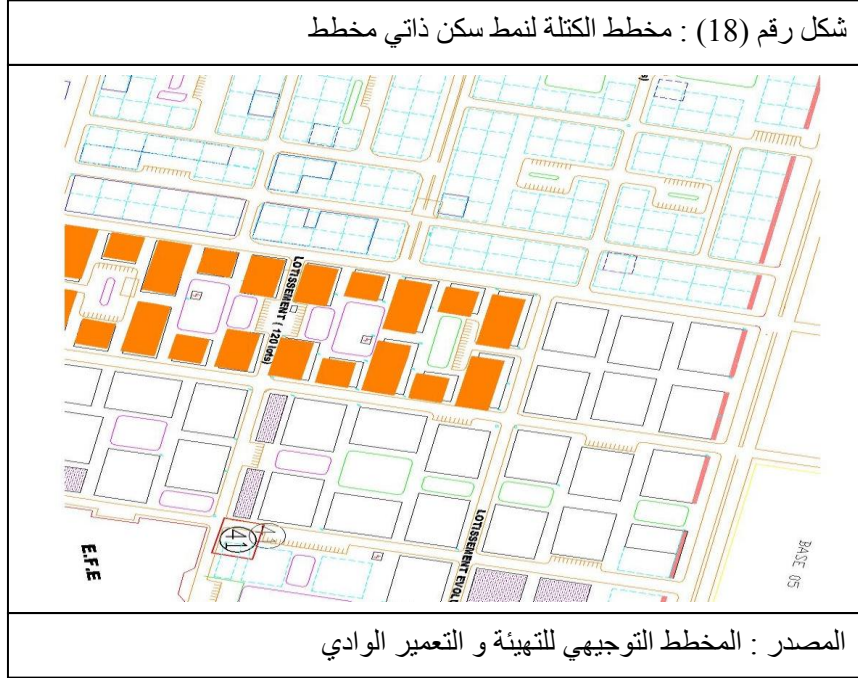 شكل رقم (18) : مخطط الكتلة لنمط سكن ذاتي مخطط
LOTISSEMENT ( 120 lots)
41
LOTISSEMENT EVOLU
E.F.E
BASE 05
المصدر : المخطط التوجيهي للتهيئة و التعمير الوادي